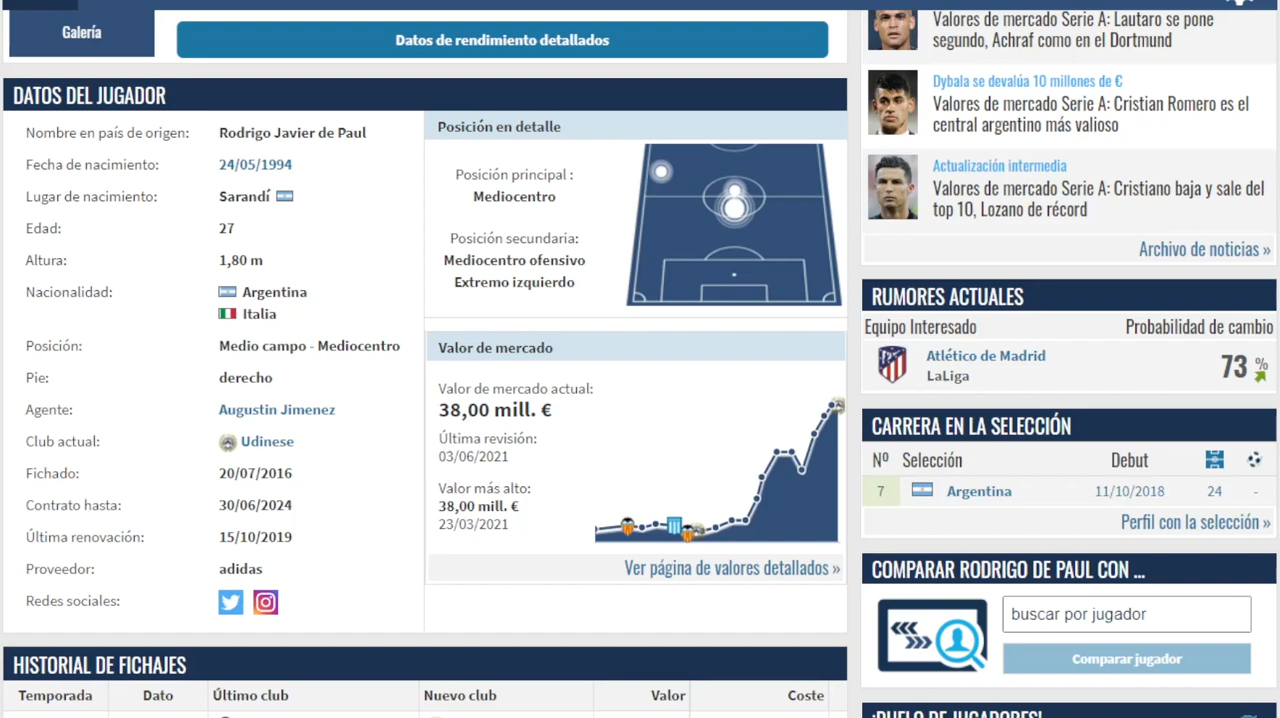 Galería
Datos de rendimiento detallados
DATOS DEL JUGADOR
Nombre en país de origen: Rodrigo Javier de Paul
Fecha de nacimiento: 24/05/1994
Lugar de nacimiento: Sarandí
Edad: 27
Altura: 1,80 m
Nacionalidad: Argentina
Italia
Posición: Medio campo - Mediocentro
Pie: derecho
Agente: Augustin Jimenez
Club actual: Udinese
Fichado: 20/07/2016
Contrato hasta: 30/06/2024
Última renovación: 15/10/2019
Proveedor: adidas
Redes sociales:
Posición en detalle
Posición principal :
Mediocentro
Posición secundaria:
Mediocentro ofensivo
Extremo izquierdo
Valor de mercado
Valor de mercado actual:
38,00 mill. €
Última revisión:
03/06/2021
Valor más alto:
38,00 mill. €
23/03/2021
Ver página de valores detallados »
HISTORIAL DE FICHAJES
Temporada Dato Último club Nuevo club Valor Coste
Valores de mercado Serie A: Lautaro se pone
segundo, Achraf como en el Dortmund
Dybala se devalúa 10 millones de €
Valores de mercado Serie A: Cristian Romero es el
central argentino más valioso
Actualización intermedia
Valores de mercado Serie A: Cristiano baja y sale del
top 10, Lozano de récord
Archivo de noticias »
RUMORES ACTUALES
Equipo Interesado Probabilidad de cambio
Atlético de Madrid
LaLiga
73 %
CARRERA EN LA SELECCIÓN
Nº Selección Debut
7 Argentina 11/10/2018 24 -
Perfil con la selección »
COMPARAR RODRIGO DE PAUL CON ...
buscar por jugador
Comparar jugador
¡DUELO DE JUGADORES!